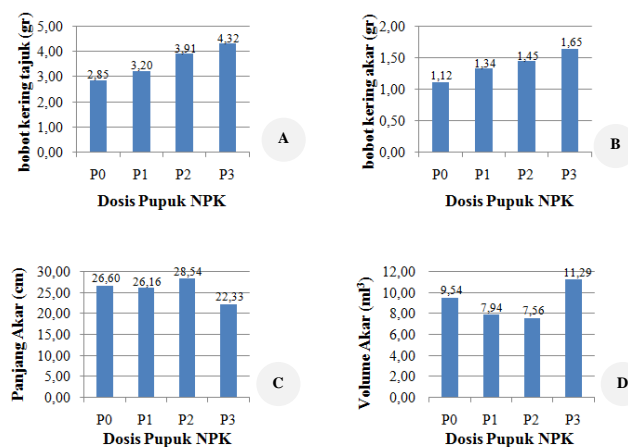 bobot kering tajuk (gr)
5,00
4,00
3,00
2,00
1,00
0,00
2,85
3,20
3,91
4,32
P0 P1 P2 P3
Dosis Pupuk NPK
A
bobot kering akar (gr)
2,00
1,50
1,00
0,50
0,00
1,12
1,34
1,45
1,65
P0 P1 P2 P3
Dosis Pupuk NPK
B
Panjang Akar (cm)
30,00
25,00
20,00
15,00
10,00
5,00
0,00
26,60
26,16
28,54
22,33
P0 P1 P2 P3
Dosis Pupuk NPK
C
Volume Akar (ml³)
12,00
10,00
8,00
6,00
4,00
2,00
0,00
9,54
7,94
7,56
11,29
P0 P1 P2 P3
Dosis Pupuk NPK
D